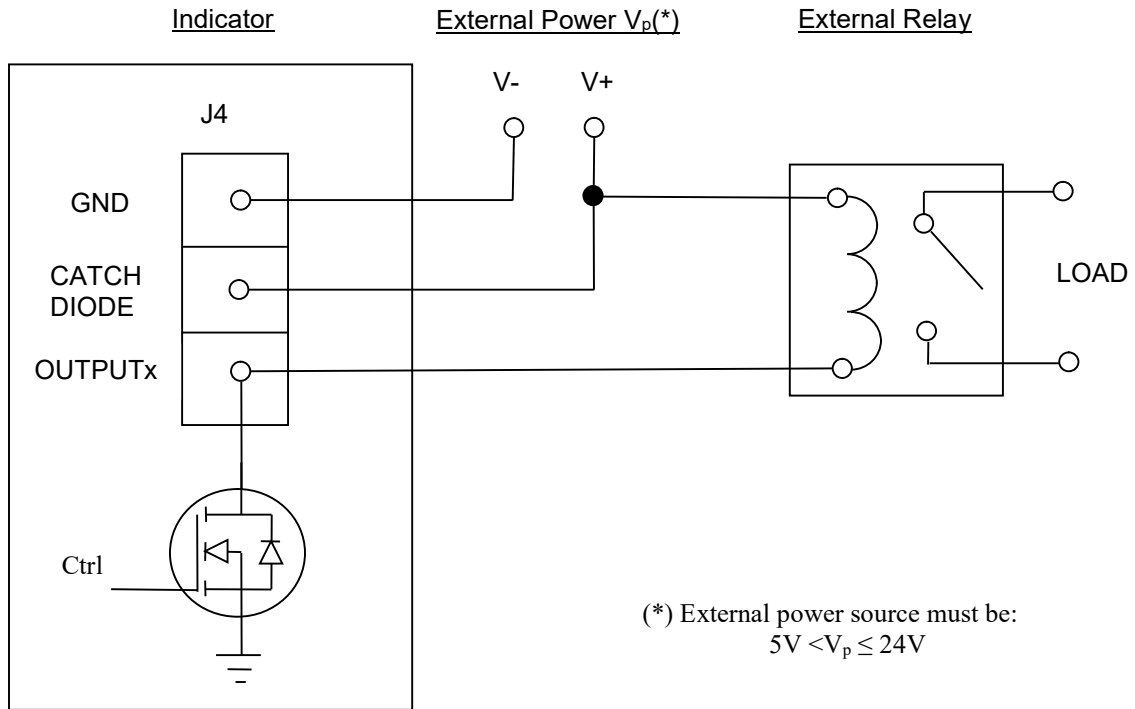 Indicator
External Power Vp(*)
External Relay
V-
V+
J4
GND
CATCH
DIODE
LOAD
OUTPUTx
Ctrl
(*) External power source must be:
5V <Vp ≤ 24V